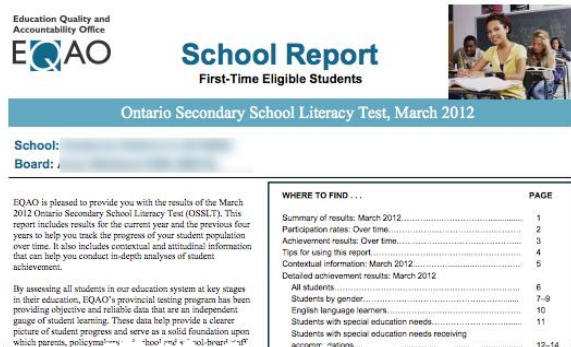 Education Quality and
Accountability Office
EQAO
School Report
First-Time Eligible Students
Ontario Secondary School Literacy Test, March 2012
School:
Board:
EQAO is pleased to provide you with the results of the March
2012 Ontario Secondary School Literacy Test (OSSLT). This
report includes results for the current year and the previous four
years to help you track the progress of your student population
over time. It also includes contextual and attitudinal information
that can help you conduct in-depth analyses of student
achievement.
By assessing all students in our education system at key stages
in their education, EQAO's provincial testing program has been
providing objective and reliable data that are an independent
gauge of student learning. These data help provide a clearer
picture of student progress and serve as a solid foundation upon
which parents,
WHERE TO FIND . . . PAGE
Summary of results: March 2012 1
Participation rates: Over time 2
Achievement results: Over time 3
Tips for using this report 4
Contextual information: March 2012 5
Detailed achievement results: March 2012
All students 6
Students by gender 7–9
English language learners 10
Students with special education needs 11
Students with special education needs receiving
accommodations 12–14